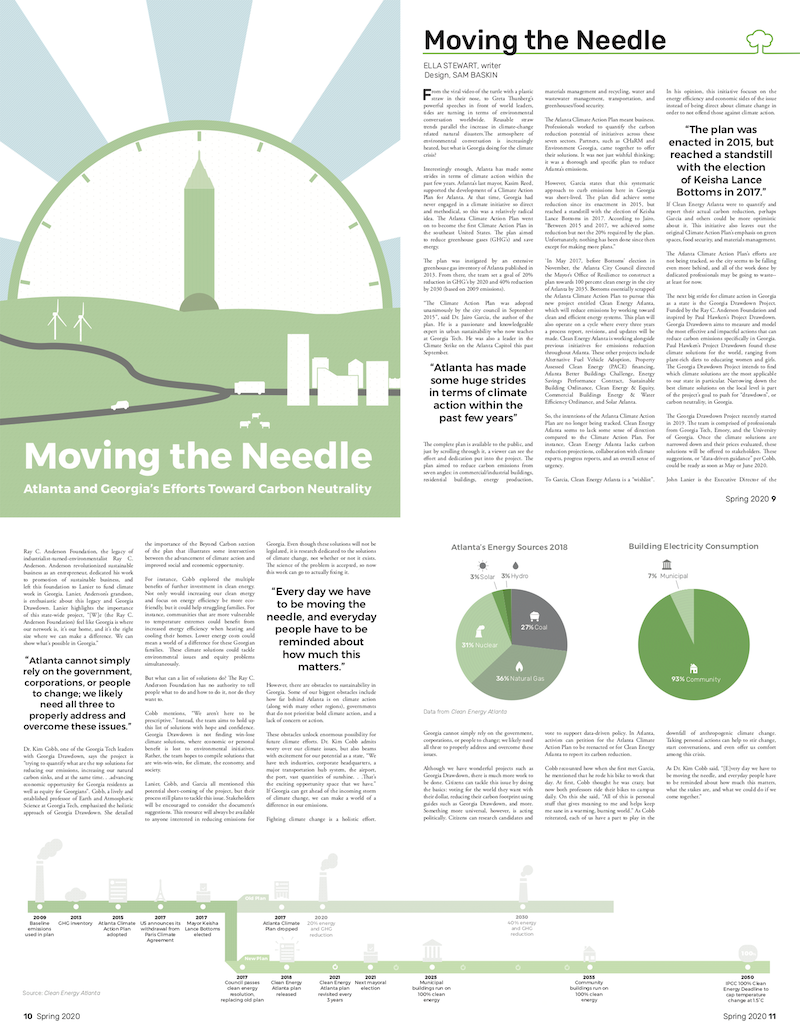 Moving the Needle
Atlanta and Georgia's Efforts Toward Carbon Neutrality
Moving the Needle
ELLA STEWART, writer
Design, SAM BASKIN
From the viral video of the turtle with a plastic
straw in their nose, to Greta Thunberg's
powerful speeches in front of world leaders,
tides are turning in terms of environmental
conversation worldwide. Reusable straw
trends parallel the increase in climate-change
related natural disasters. The atmosphere of
environmental conversation is increasingly
heated, but what is Georgia doing for the climate
crisis?
Interestingly enough, Atlanta has made some
strides in terms of climate action within the
past few years. Atlanta's last mayor, Kasim Reed,
supported the development of a Climate Action
Plan for Atlanta. At that time, Georgia had
never engaged in a climate initiative so direct
and methodical, so this was a relatively radical
idea. The Atlanta Climate Action Plan went
on to become the first Climate Action Plan in
the southeast United States. The plan aimed
to reduce greenhouse gases (GHGs) and save
energy.
The plan was instigated by an extensive
greenhouse gas inventory of Atlanta published in
2013. From there, the team set a goal of 20%
reduction in GHG's by 2020 and 40% reduction
by 2030 (based on 2009 emissions).
"The Climate Action Plan was adopted
unanimously by the city council in September
2015", said Dr. Jairo Garcia, the author of the
plan. He is a passionate and knowledgeable
expert in urban sustainability who now teaches
at Georgia Tech. He was also a leader in the
Climate Strike on the Atlanta Capitol this past
September.
"Atlanta has made
some huge strides
in terms of climate
action within the
past few years"
The complete plan is available to the public, and
just by scrolling through it, a viewer can see the
effort and dedication put into the project. The
plan aimed to reduce carbon emissions from
seven angles: commercial/industrial buildings,
residential buildings, energy production,
materials management and recycling, water and
wastewater management, transportation, and
greenhouses/food security.
The Atlanta Climate Action Plan meant business.
Professionals worked to quantify the carbon
reduction potential of initiatives across these
seven sectors. Partners, such as CHaRM and
Environment Georgia, came together to offer
their solutions. It was not just wishful thinking;
it was a thorough and specific plan to reduce
Atlanta's emissions.
However, Garcia states that this systematic
approach to curb emissions here in Georgia
was short-lived. The plan did achieve some
reduction since its enactment in 2015, but
reached a standstill with the election of Keisha
Lance Bottoms in 2017. According to Jairo,
"Between 2015 and 2017, we achieved some
reduction but not the 20% required by the plan.
Unfortunately, nothing has been done since then
except for making more plans."
"In May 2017, before Bottoms' election in
November, the Atlanta City Council directed
the Mayor's Office of Resilience to construct a
plan towards 100 percent clean energy in the city
of Atlanta by 2035. Bottoms essentially scrapped
the Atlanta Climate Action Plan to pursue this
new project entitled Clean Energy Atlanta,
which will reduce emissions by working toward
clean and efficient energy systems. This plan will
also operate on a cycle where every three years
a process report, revisions, and updates will be
made. Clean Energy Atlanta is working alongside
previous initiatives for emissions reduction
throughout Atlanta. These other projects include
Alternative Fuel Vehicle Adoption, Property
Assessed Clean Energy (PACE) financing,
Atlanta Better Buildings Challenge, Energy
Savings Performance Contract, Sustainable
Building Ordinance, Clean Energy & Equity,
Commercial Buildings Energy & Water
Efficiency Ordinance, and Solar Atlanta.
So, the intentions of the Atlanta Climate Action
Plan are no longer being tracked. Clean Energy
Atlanta seems to lack some sense of direction
compared to the Climate Action Plan. For
instance, Clean Energy Atlanta lacks carbon
reduction projections, collaboration with climate
experts, progress reports, and an overall sense of
urgency.
To Garcia, Clean Energy Atlanta is a "wishlist".
In his opinion, this initiative focuses on the
energy efficiency and economic sides of the issue
instead of being direct about climate change in
order to not offend those against climate action.
"The plan was
enacted in 2015, but
reached a standstill
with the election
of Keisha Lance
Bottoms in 2017."
If Clean Energy Atlanta were to quantify and
report their actual carbon reduction, perhaps
Garcia and others could be more optimistic
about it. This initiative also leaves out the
original Climate Action Plan's emphasis on green
spaces, food security, and materials management.
The Atlanta Climate Action Plan's efforts are
not being tracked, so the city seems to be falling
even more behind, and all of the work done by
dedicated professionals may be going to waste–
at least for now.
The next big stride for climate action in Georgia
as a state is the Georgia Drawdown Project.
Funded by the Ray C. Anderson Foundation and
inspired by Paul Hawken's Project Drawdown,
Georgia Drawdown aims to measure and model
the most effective and impactful actions that can
reduce carbon emissions specifically in Georgia.
Paul Hawken's Project Drawdown found these
climate solutions for the world, ranging from
plant-rich diets to educating women and girls.
The Georgia Drawdown Project intends to find
which climate solutions are the most applicable
to our state in particular. Narrowing down the
best climate solutions on the local level is part
of the project's goal to push for "drawdown", or
carbon neutrality, in Georgia.
The Georgia Drawdown Project recently started
in 2019. The team is comprised of professionals
from Georgia Tech, Emory, and the University
of Georgia. Once the climate solutions are
narrowed down and their prices evaluated, these
solutions will be offered to stakeholders. These
suggestions, or "data-driven guidance" per Cobb,
could be ready as soon as May or June 2020.
John Lanier is the Executive Director of the
Spring 2020 9
Ray C. Anderson Foundation, the legacy of
industrialist-turned-environmentalist Ray C.
Anderson. Anderson revolutionized sustainable
business as an entrepreneur, dedicated his work
to promotion of sustainable business, and
left this foundation to Lanier to fund climate
work in Georgia. Lanier, Anderson's grandson,
is enthusiastic about this legacy and Georgia
Drawdown. Lanier highlights the importance
of this state-wide project, "[W]e (the Ray C.
Anderson Foundation) feel like Georgia is where
our network is, it's our home, and it's the right
size where we can make a difference. We can
show what's possible in Georgia."
"Atlanta cannot simply
rely on the government,
corporations, or people
to change; we likely
need all three to
properly address and
overcome these issues."
Dr. Kim Cobb, one of the Georgia Tech leaders
with Georgia Drawdown, says the project is
"trying to quantify what are the top solutions for
reducing our emissions, increasing our natural
carbon sinks, and at the same time. . .advancing
economic opportunity for Georgia residents as
well as equity for Georgians". Cobb, a lively and
established professor of Earth and Atmospheric
Science at Georgia Tech, emphasized the holistic
approach of Georgia Drawdown. She detailed
the importance of the Beyond Carbon section
of the plan that illustrates some intersection
between the advancement of climate action and
improved social and economic opportunity.
For instance, Cobb explored the multiple
benefits of further investment in clean energy.
Not only would increasing our clean energy
and focus on energy efficiency be more eco-
friendly, but it could help struggling families. For
instance, communities that are more vulnerable
to temperature extremes could benefit from
increased energy efficiency when heating and
cooling their homes. Lower energy costs could
mean a world of a difference for these Georgian
families. These climate solutions could tackle
environmental issues and equity problems
simultaneously.
But what can a list of solutions do? The Ray C.
Anderson Foundation has no authority to tell
people what to do and how to do it, nor do they
want to.
Cobb mentions, "We aren't here to be
prescriptive." Instead, the team aims to hold up
this list of solutions with hope and confidence.
Georgia Drawdown is not finding win-lose
climate solutions, where economic or personal
benefit is lost to environmental initiatives.
Rather, the team hopes to compile solutions that
are win-win-win, for climate, the economy, and
society.
Lanier, Cobb, and Garcia all mentioned this
potential short-coming of the project, but their
process still plans to tackle this issue. Stakeholders
will be encouraged to consider the document's
suggestions. This resource will always be available
to anyone interested in reducing emissions for
Georgia. Even though these solutions will not be
legislated, it is research dedicated to the solutions
of climate change, not whether or not it exists.
The science of the problem is accepted, so now
this work can go to actually fixing it.
"Every day we have
to be moving the
needle, and everyday
people have to be
reminded about
how much this
matters."
However, there are obstacles to sustainability in
Georgia. Some of our biggest obstacles include
how far behind Atlanta is on climate action
(along with many other regions), governments
that do not prioritize bold climate action, and a
lack of concern or action.
These obstacles unlock enormous possibility for
future climate efforts. Dr. Kim Cobb admits
worry over our climate issues, but also beams
with excitement for our potential as a state. "We
have tech industries, corporate headquarters, a
major transportation hub system, the airport,
the port, vast quantities of sunshine. . .That's
the exciting opportunity space that we have."
If Georgia can get ahead of the incoming storm
of climate change, we can make a world of a
difference in our emissions.
Fighting climate change is a holistic effort.
Atlanta's Energy Sources 2018
3% Solar
3% Hydro
27% Coal
31% Nuclear
36% Natural Gas
Data from Clean Energy Atlanta
Building Electricity Consumption
7% Municipal
93% Community
Georgia cannot simply rely on the government,
corporations, or people to change; we likely need
all three to properly address and overcome these
issues.
Although we have wonderful projects such as
Georgia Drawdown, there is much more work to
be done. Citizens can tackle this issue by doing
the basics: voting for the world they want with
their dollar, reducing their carbon footprint using
guides such as Georgia Drawdown, and more.
Something more universal, however, is acting
politically. Citizens can research candidates and
vote to support data-driven policy. In Atlanta,
activists can petition for the Atlanta Climate
Action Plan to be reenacted or for Clean Energy
Atlanta to report its carbon reduction.
Cobb recounted how when she first met Garcia,
he mentioned that he rode his bike to work that
day. At first, Cobb thought he was crazy, but
now both professors ride their bikes to campus
daily. On this she said, "All of this is personal
stuff that gives meaning to me and helps keep
me sane in a warming, burning world." As Cobb
reiterated, each of us have a part to play in the
downfall of anthropogenic climate change.
Taking personal actions can help to stir change,
start conversations, and even offer us comfort
among this crisis.
As Dr. Kim Cobb said, "[E]very day we have to
be moving the needle, and everyday people have
to be reminded about how much this matters,
what the stakes are, and what we could do if we
come together."
Old Plan
2009
Baseline
emissions
used in plan
2013
GHC inventory
2015
Atlanta Climate
Action Plan
adopted
2017
US announces its
withdrawal from
Paris Climate
Agreement
2017
Mayor Keisha
Lance Bottoms
elected
2017
Atlanta Climate
Plan dropped
2020
20% energy
and GHG
reduction
2030
40% energy
and GHG
reduction
New Plan
2017
Council passes
clean energy
resolution,
replacing old plan
2018
Clean Energy
Atlanta plan
released
2021
Clean Energy
Atlanta plan
revisited every
3 years
2021
Next mayoral
election
2025
Municipal
buildings run on
100% clean
energy
2035
Community
buildings run on
100% clean
energy
2050
IPCC 100% Clean
Energy Deadline to
cap temperature
change at 1.5°C
Source: Clean Energy Atlanta
10 Spring 2020
Spring 2020 11